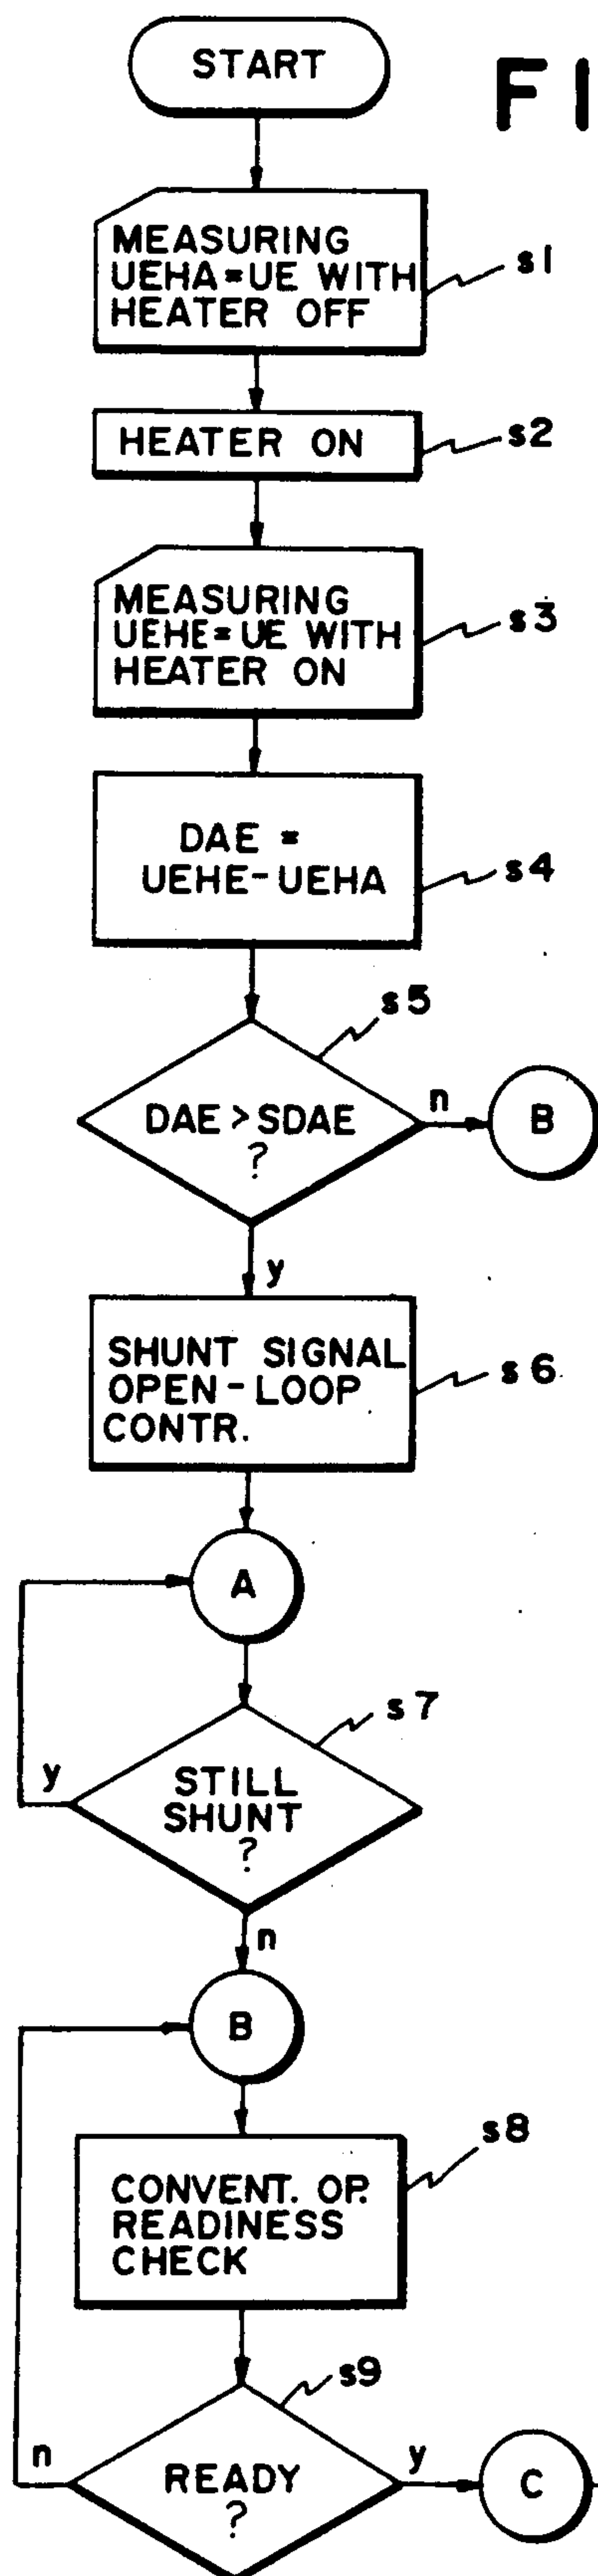 START
FI
MEASURING
UEHA=UE WITH
HEATER OFF
s1
HEATER ON
s2
MEASURING
UEHE=UE WITH
HEATER ON
s3
DAE =
UEHE-UEHA
s4
s5
DAE > SDAE
?
n
B
y
SHUNT SIGNAL
OPEN-LOOP
CONTR.
s6
A
s7
y
STILL
SHUNT
?
n
B
s8
CONVENT. OP.
READINESS
CHECK
s9
n
READY
?
y
C